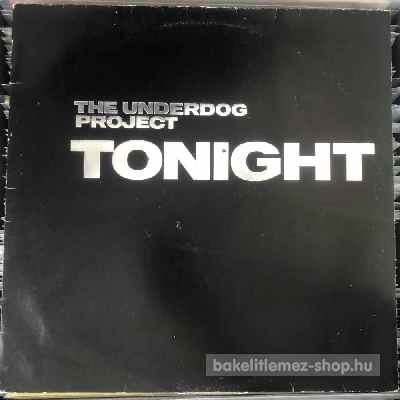 THE UNDERDOG
PROJECT
TONIGHT
bakelitlemez-shop.hu